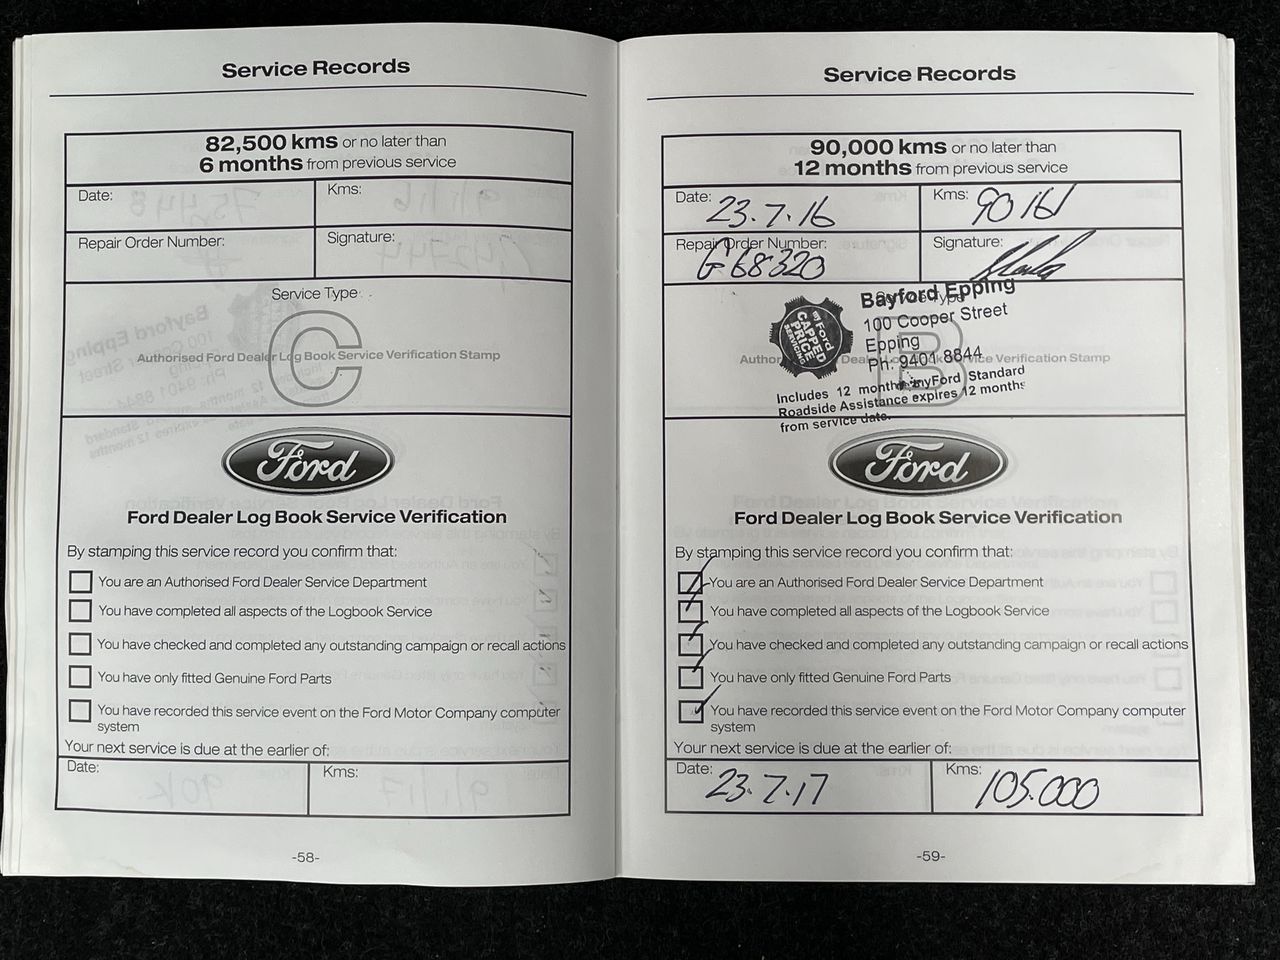 Service Records
82,500 kms or no later than
6 months from previous service
Date:
Kms:
Repair Order Number:
Signature:
Service Type
C
Authorised Ford Dealer Log Book Service Verification Stamp
Ford
Ford Dealer Log Book Service Verification
By stamping this service record you confirm that:
You are an Authorised Ford Dealer Service Department
You have completed all aspects of the Logbook Service
You have checked and completed any outstanding campaign or recall actions
You have only fitted Genuine Ford Parts
You have recorded this service event on the Ford Motor Company computer
system
Your next service is due at the earlier of:
Date:
Kms:
-58-
Service Records
90,000 kms or no later than
12 months from previous service
Date: 23.7.16
Kms: 90161
Repair Order Number:
G68320
Signature:
Bayford Epping
100 Cooper Street
Epping
Ph: 9401 8844
Includes 12 months myFord Standard
Roadside Assistance expires 12 months
from service date.
my Ford
CAPPED
PRICE
SERVICING
B
Service Verification Stamp
Ford
Ford Dealer Log Book Service Verification
By stamping this service record you confirm that:
You are an Authorised Ford Dealer Service Department
You have completed all aspects of the Logbook Service
You have checked and completed any outstanding campaign or recall actions
You have only fitted Genuine Ford Parts
You have recorded this service event on the Ford Motor Company computer
system
Your next service is due at the earlier of:
Date: 23.7.17
Kms: 105.000
-59-